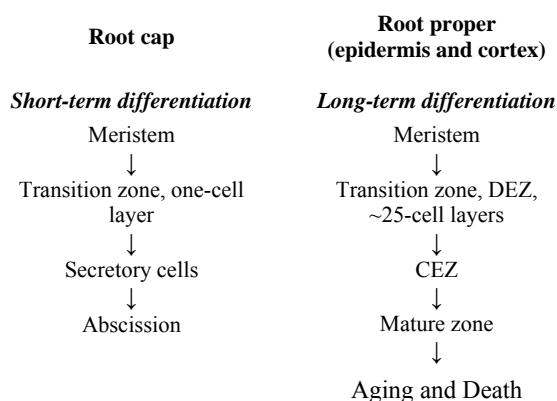 Root cap
Short-term differentiation
Meristem
↓
Transition zone, one-cell
layer
↓
Secretory cells
↓
Abscission
Root proper
(epidermis and cortex)
Long-term differentiation
Meristem
↓
Transition zone, DEZ,
~25-cell layers
↓
CEZ
↓
Mature zone
↓
Aging and Death